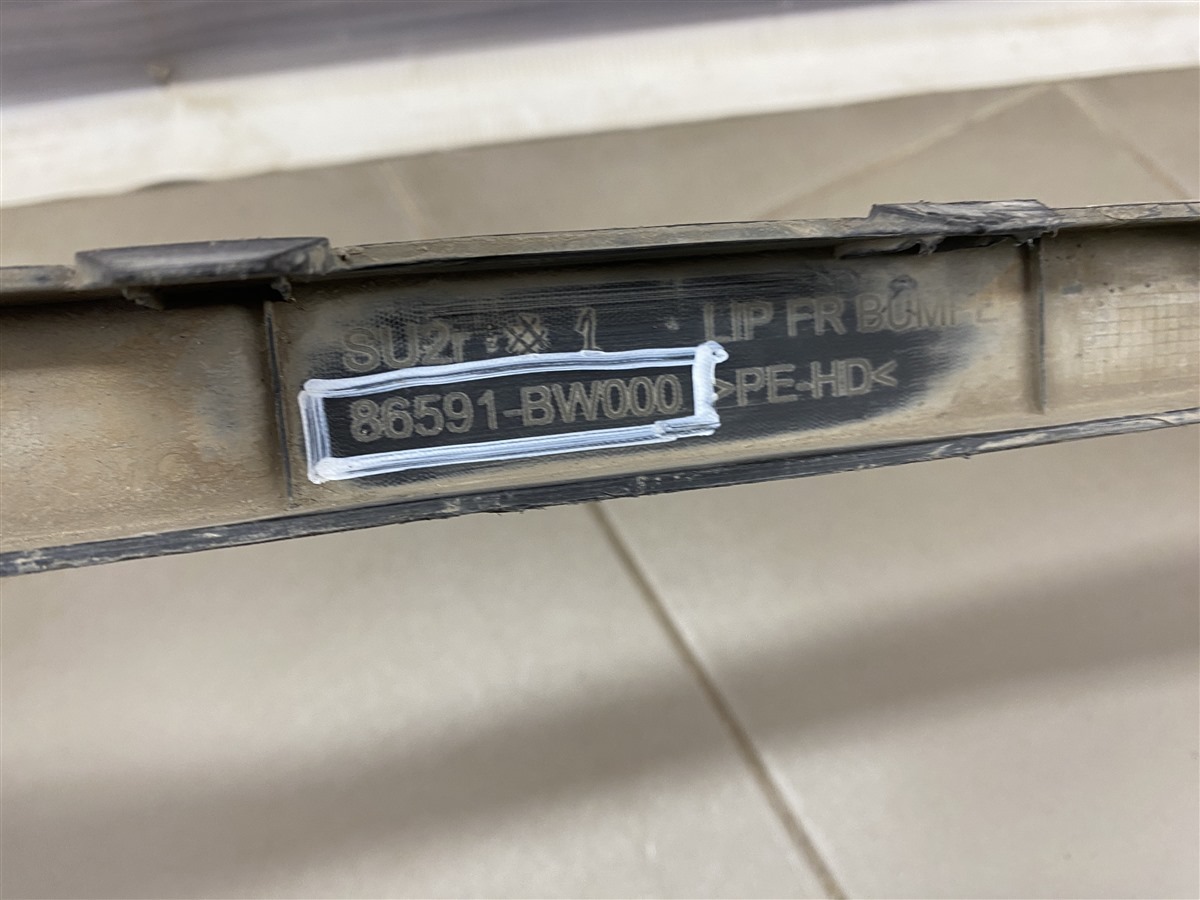 SU2r 1 LIP FR BUMPE
86591-BW000 >PE-HD<